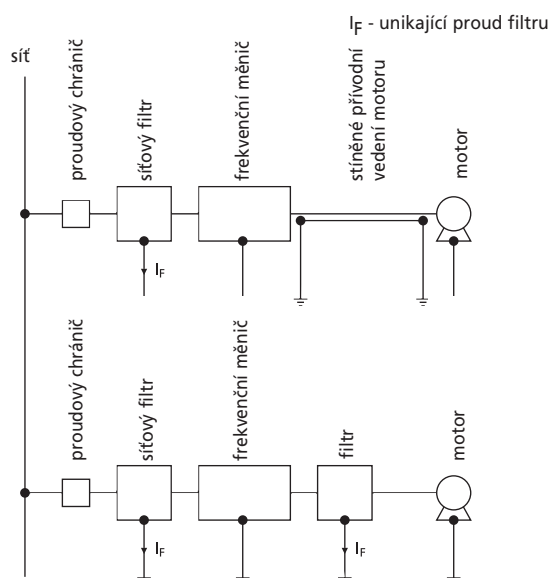 I_F - unikající proud filtru
síť
proudový chránič
síťový filtr
frekvenční měnič
stíněné přívodní
vedení motoru
motor
I_F
proudový chránič
síťový filtr
frekvenční měnič
filtr
motor
I_F
I_F